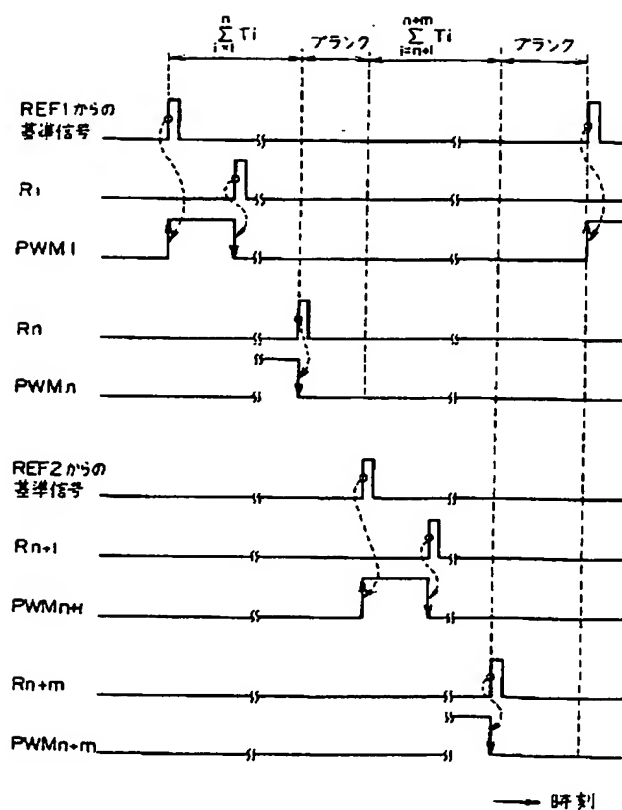 n
Σ Ti
i=1
ブランク
n+m
Σ Ti
i=n+1
ブランク
REF1からの
基準信号
R1
PWM1
Rn
PWMn
REF2からの
基準信号
Rn+1
PWMn+1
Rn+m
PWMn+m
時刻